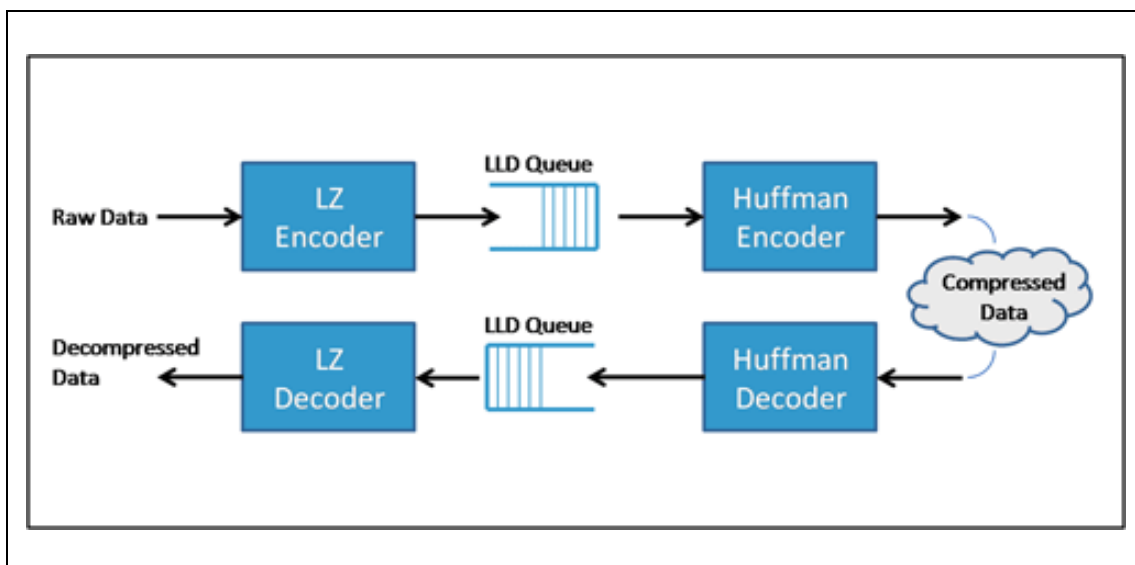 LLD Queue
Raw Data
LZ
Encoder
Huffman
Encoder
Compressed
Data
LLD Queue
Decompressed
Data
LZ
Decoder
Huffman
Decoder